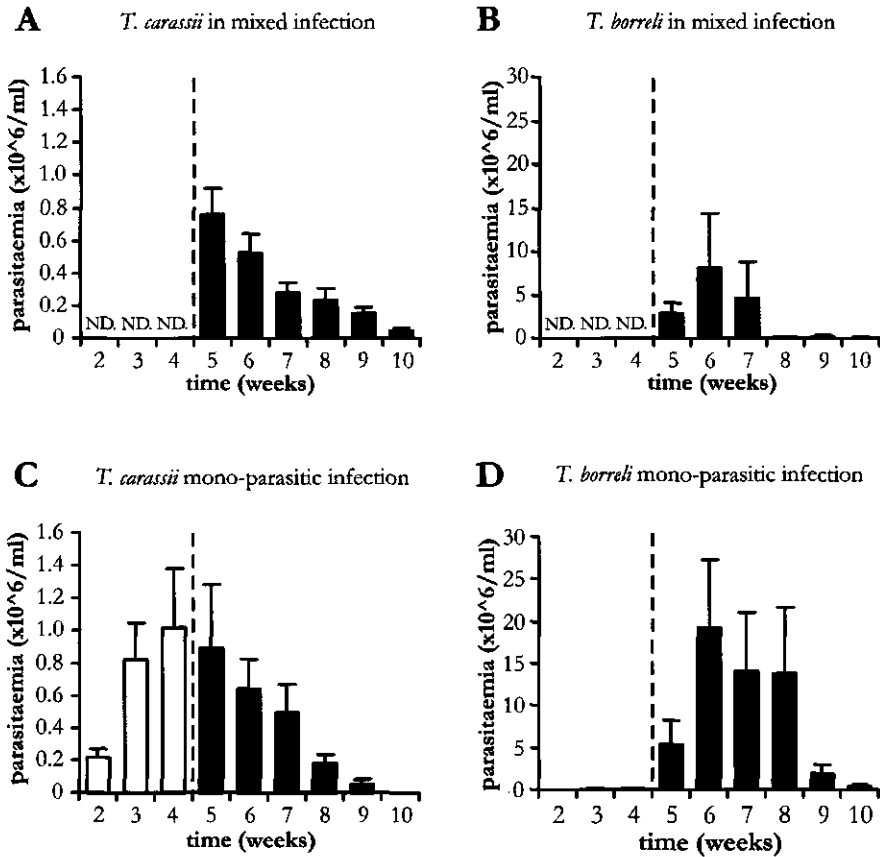 A T. carassii in mixed infection
parasitaemia (x10^6/ml)
1.6
1.4
1.2
1.0
0.8
0.6
0.4
0.2
0
ND. ND. ND.
2 3 4 5 6 7 8 9 10
time (weeks)
B T. borreli in mixed infection
parasitaemia (x10^6/ml)
30
25
20
15
10
5
0
ND. ND. ND.
2 3 4 5 6 7 8 9 10
time (weeks)
C T. carassii mono-parasitic infection
parasitaemia (x10^6/ml)
1.6
1.4
1.2
1.0
0.8
0.6
0.4
0.2
0
2 3 4 5 6 7 8 9 10
time (weeks)
D T. borreli mono-parasitic infection
parasitaemia (x10^6/ml)
30
25
20
15
10
5
0
2 3 4 5 6 7 8 9 10
time (weeks)